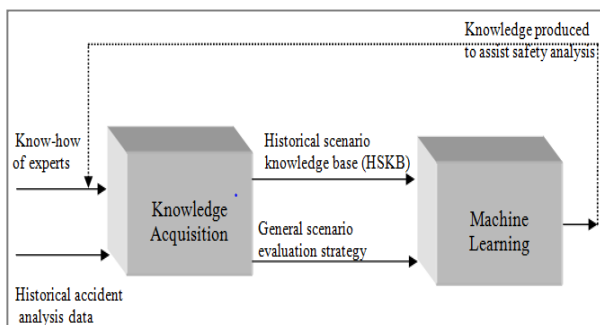 Knowledge produced
to assist safety analysis
Know-how
of experts
Historical scenario
knowledge base (HSKB)
Knowledge
Acquisition
Machine
Learning
General scenario
evaluation strategy
Historical accident
analysis data